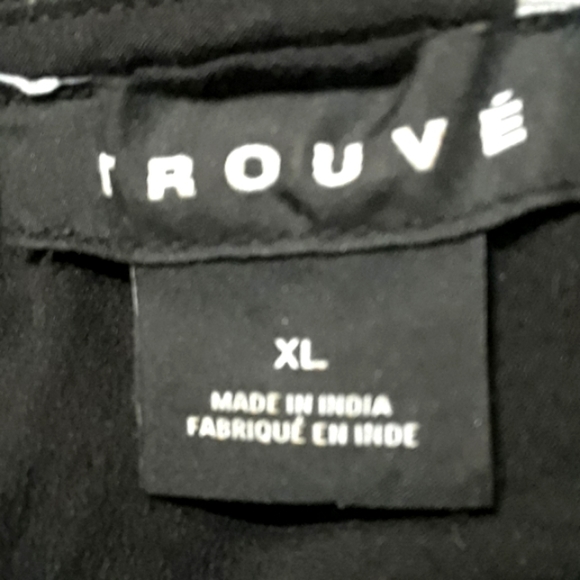 TROUVÉ
XL
MADE IN INDIA
FABRIQUÉ EN INDE